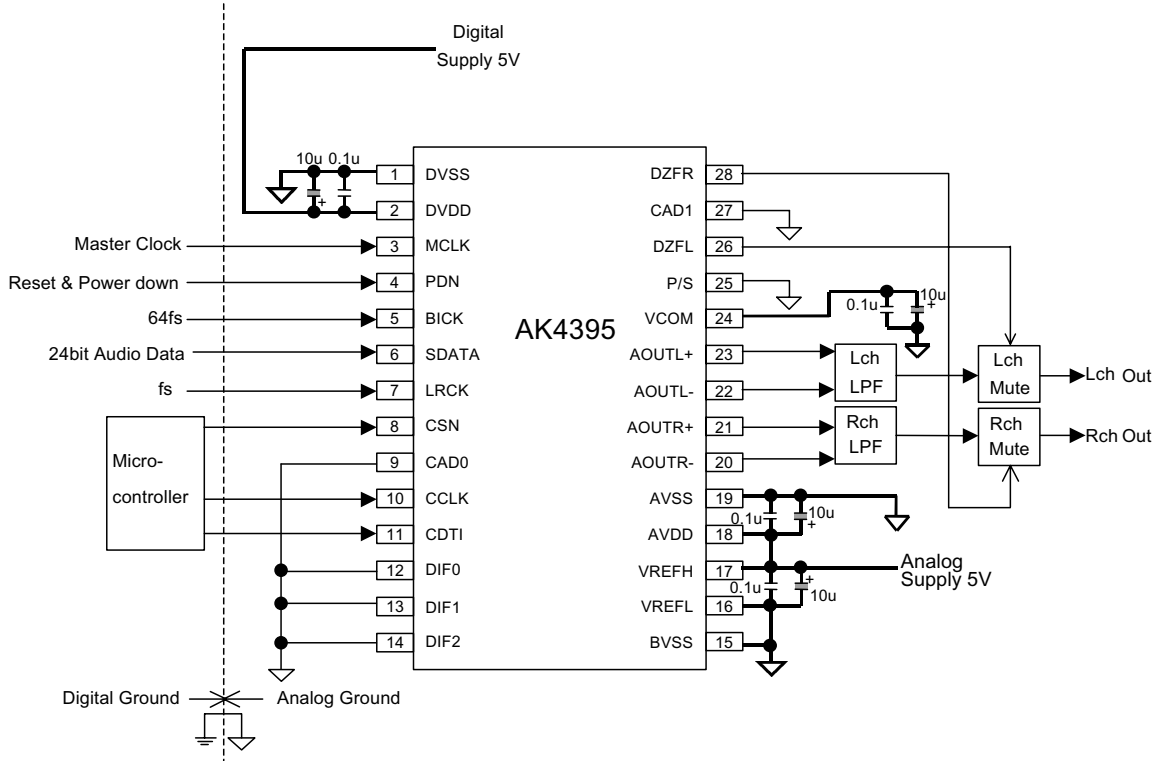 Digital
Supply 5V
10u 0.1u
+
1 DVSS
2 DVDD
Master Clock 3 MCLK
Reset & Power down 4 PDN
64fs 5 BICK
24bit Audio Data 6 SDATA
fs 7 LRCK
8 CSN
9 CAD0
Micro-
controller
10 CCLK
11 CDTI
12 DIF0
13 DIF1
14 DIF2
AK4395
DZFR 28
CAD1 27
DZFL 26
P/S 25
VCOM 24
0.1u 10u
+
AOUTL+ 23
AOUTL- 22
AOUTR+ 21
AOUTR- 20
Lch
LPF
Rch
LPF
Lch
Mute
Rch
Mute
Lch Out
Rch Out
AVSS 19
0.1u 10u
+
AVDD 18
VREFH 17
Analog
Supply 5V
0.1u +
10u
VREFL 16
BVSS 15
Digital Ground Analog Ground